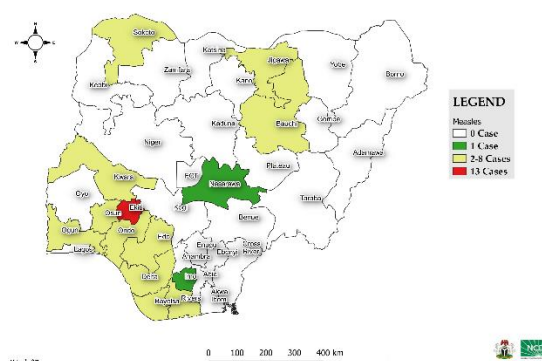 N
W E
S
Sokoto
Katsina
Jigawa
Yobe
Borno
Zamfara
Kebbi
Kano
Bauchi
Gombe
Kaduna
Niger
Adamawa
Plateau
Kwara
FCT
Nasarawa
Oyo
Taraba
Osun
Ekiti
Kogi
Benue
Ogun
Ondo
Edo
Lagos
Enugu
Ebonyi
Cross
River
Anambra
Delta
Imo
Abia
Bayelsa
Rivers
Akwa
Ibom
LEGEND
Measles
0 Case
1 Case
2-8 Cases
13 Cases
0 100 200 300 400 km